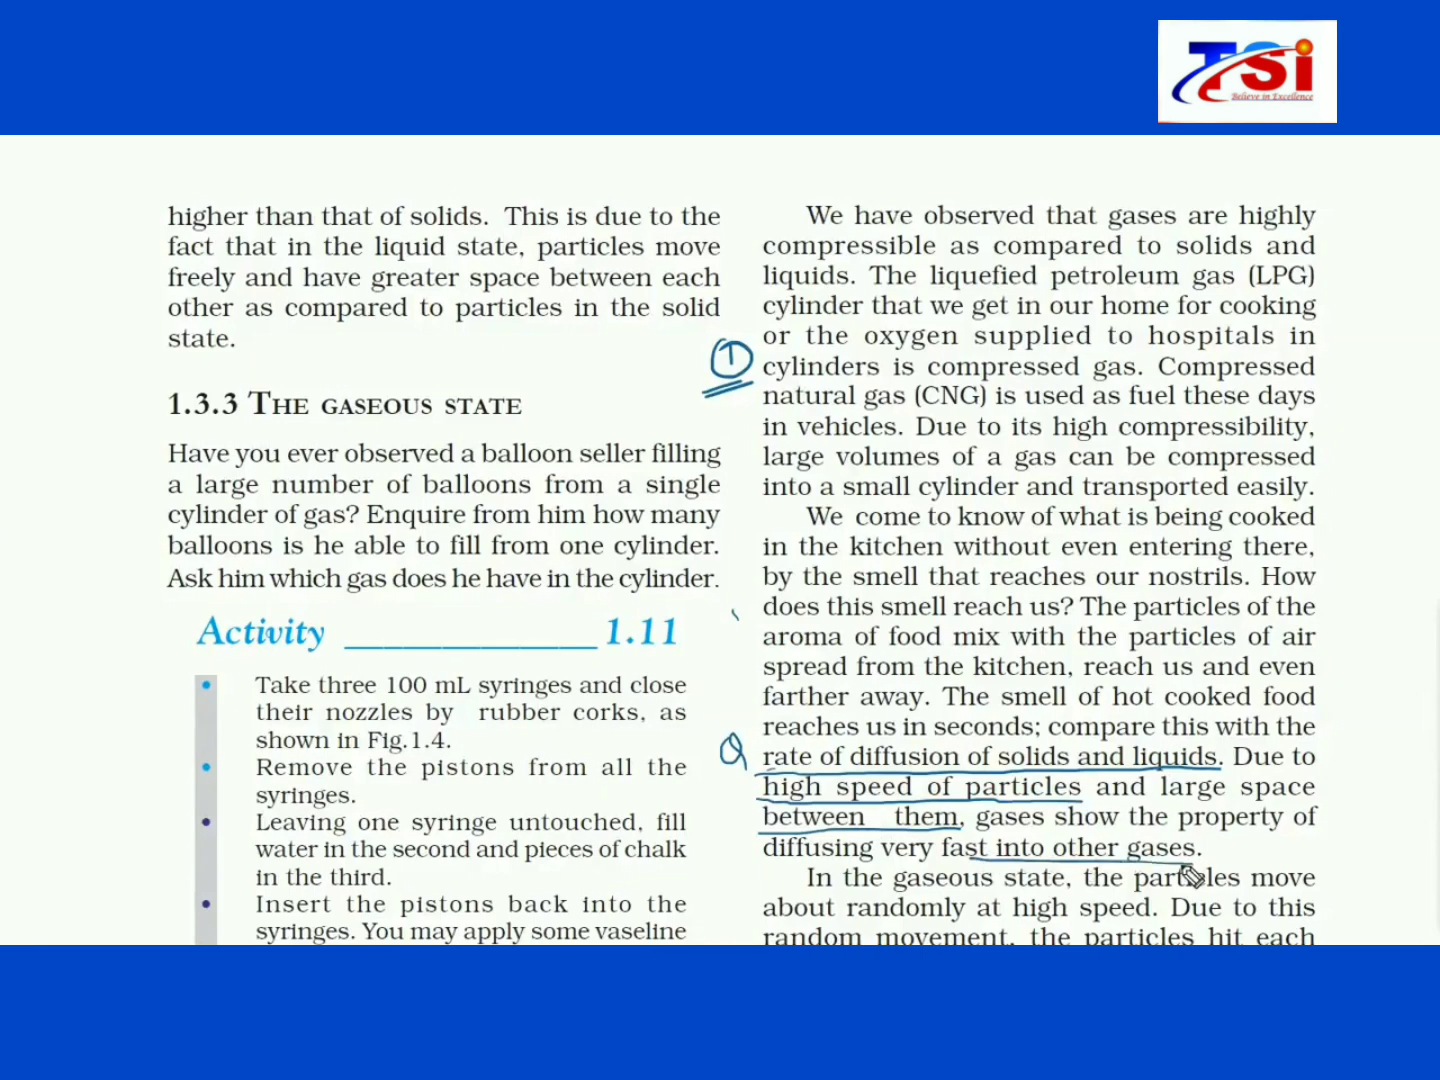 TSi
Believe in Excellence
higher than that of solids. This is due to the
fact that in the liquid state, particles move
freely and have greater space between each
other as compared to particles in the solid
state.
1.3.3 THE GASEOUS STATE
Have you ever observed a balloon seller filling
a large number of balloons from a single
cylinder of gas? Enquire from him how many
balloons is he able to fill from one cylinder.
Ask him which gas does he have in the cylinder.
Activity ______________ 1.11
• Take three 100 mL syringes and close
their nozzles by rubber corks, as
shown in Fig.1.4.
• Remove the pistons from all the
syringes.
• Leaving one syringe untouched, fill
water in the second and pieces of chalk
in the third.
• Insert the pistons back into the
syringes. You may apply some vaseline
We have observed that gases are highly
compressible as compared to solids and
liquids. The liquefied petroleum gas (LPG)
cylinder that we get in our home for cooking
or the oxygen supplied to hospitals in
cylinders is compressed gas. Compressed
natural gas (CNG) is used as fuel these days
in vehicles. Due to its high compressibility,
large volumes of a gas can be compressed
into a small cylinder and transported easily.
We come to know of what is being cooked
in the kitchen without even entering there,
by the smell that reaches our nostrils. How
does this smell reach us? The particles of the
aroma of food mix with the particles of air
spread from the kitchen, reach us and even
farther away. The smell of hot cooked food
reaches us in seconds; compare this with the
rate of diffusion of solids and liquids. Due to
high speed of particles and large space
between them, gases show the property of
diffusing very fast into other gases.
In the gaseous state, the particles move
about randomly at high speed. Due to this
random movement, the particles hit each